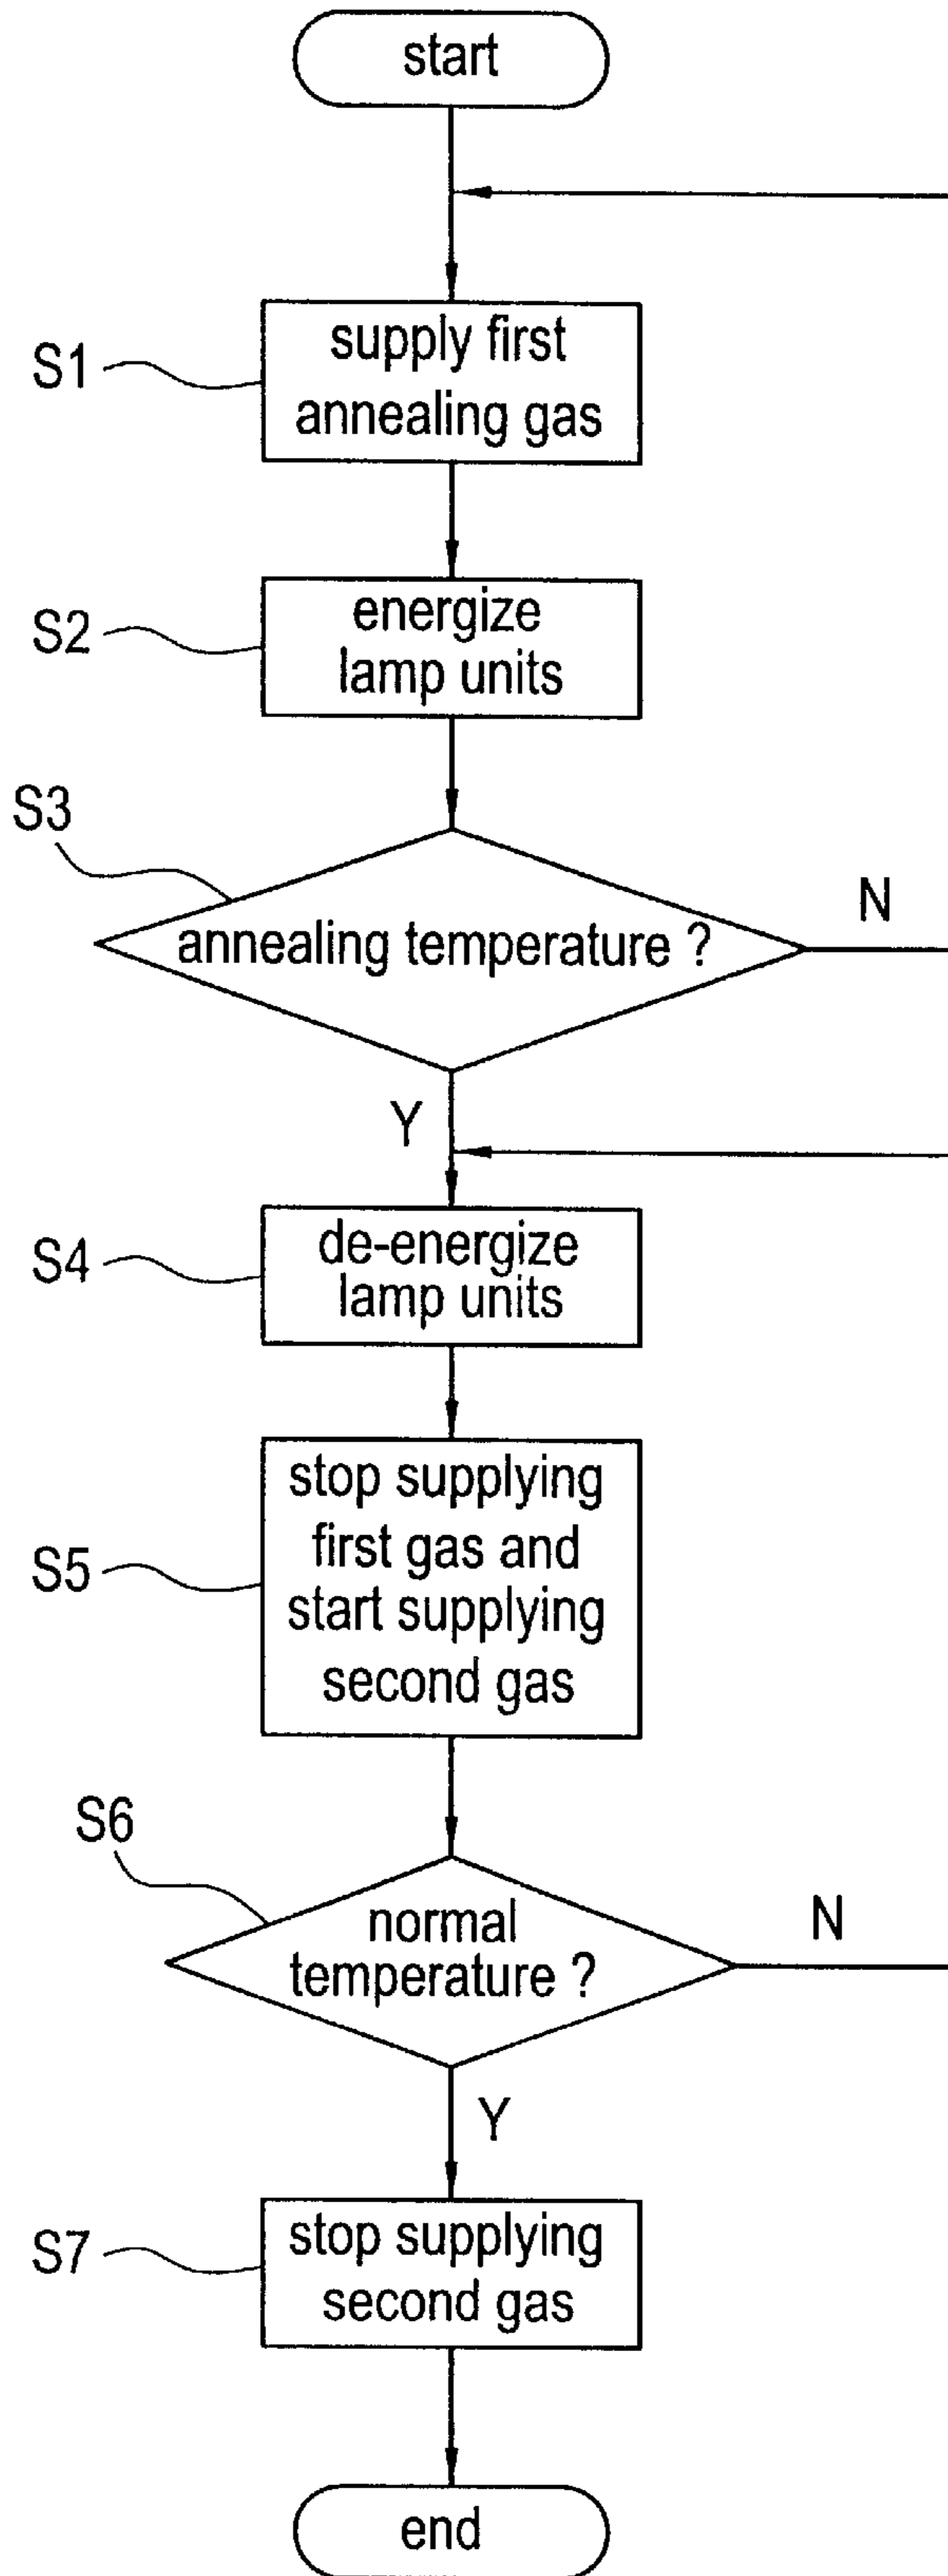 start
S1
supply first
annealing gas
S2
energize
lamp units
S3
annealing temperature ?
N
Y
S4
de-energize
lamp units
S5
stop supplying
first gas and
start supplying
second gas
S6
normal
temperature ?
N
Y
S7
stop supplying
second gas
end